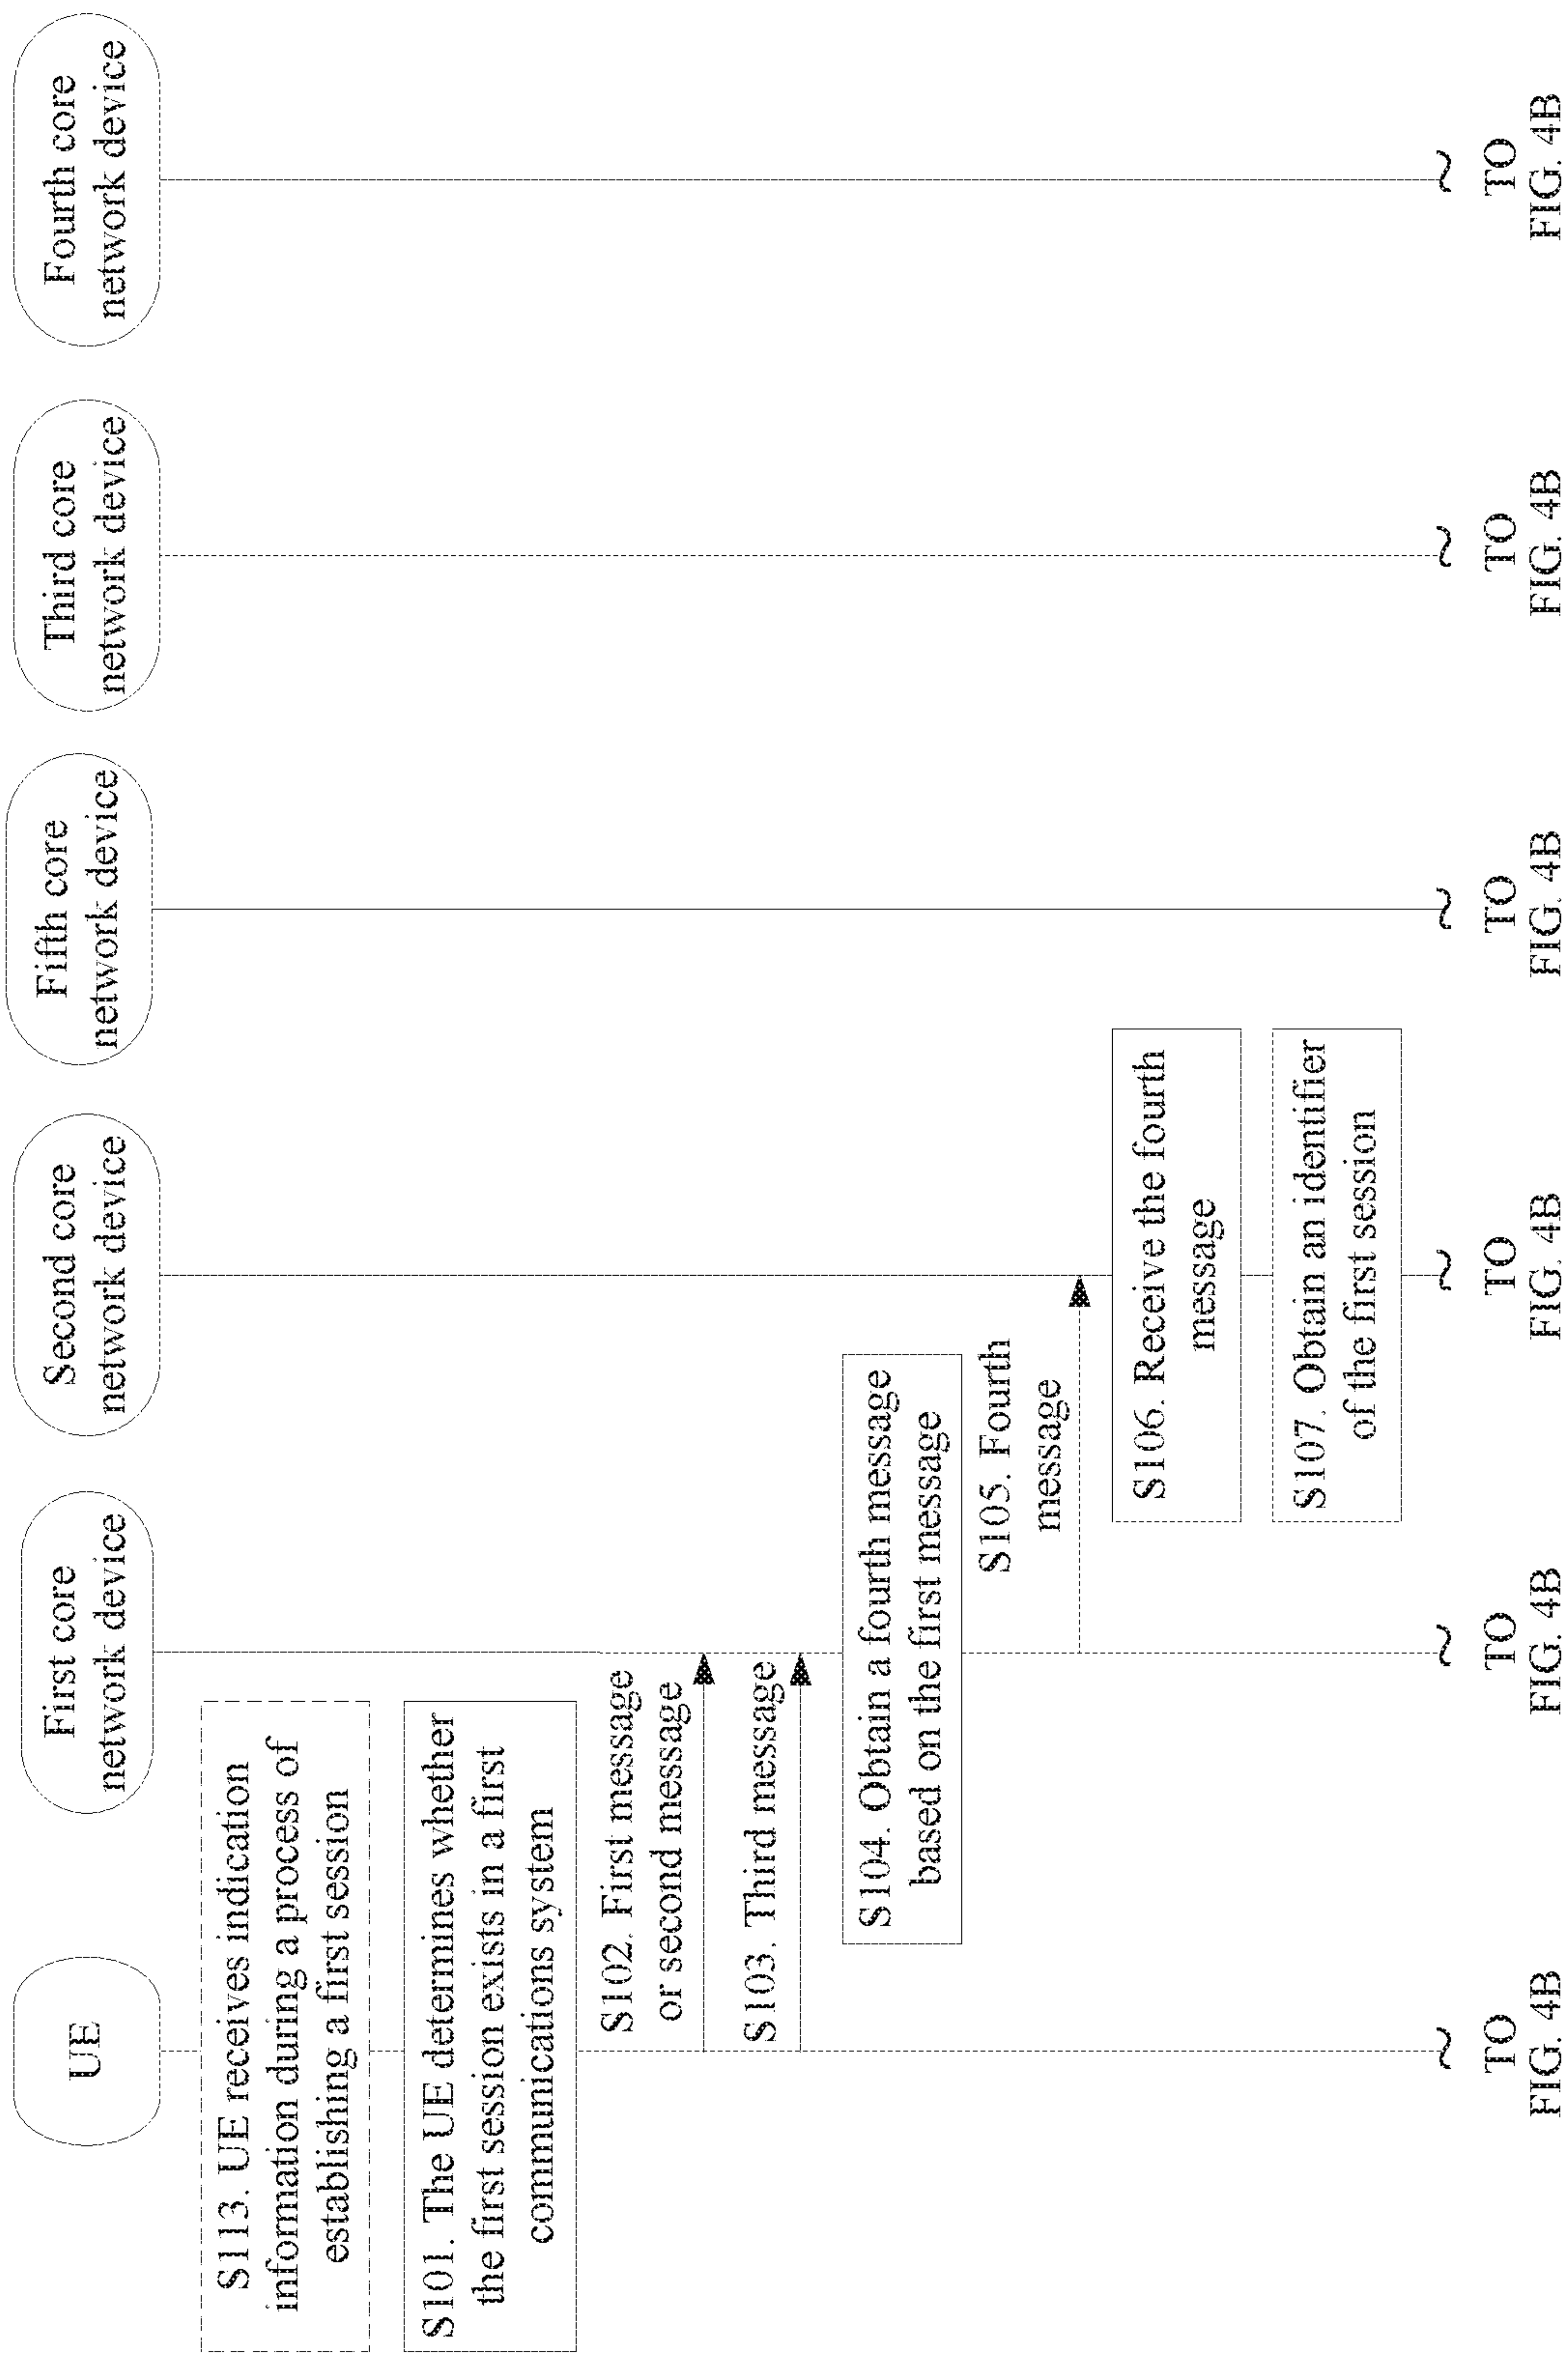 UE
First core
network device
Second core
network device
Fifth core
network device
Third core
network device
Fourth core
network device
S113. UE receives indication
information during a process of
establishing a first session
S101. The UE determines whether
the first session exists in a first
communications system
S102. First message
or second message
S103. Third message
S104. Obtain a fourth message
based on the first message
S105. Fourth
message
S106. Receive the fourth
message
S107. Obtain an identifier
of the first session
TO
FIG. 4B
TO
FIG. 4B
TO
FIG. 4B
TO
FIG. 4B
TO
FIG. 4B
TO
FIG. 4B